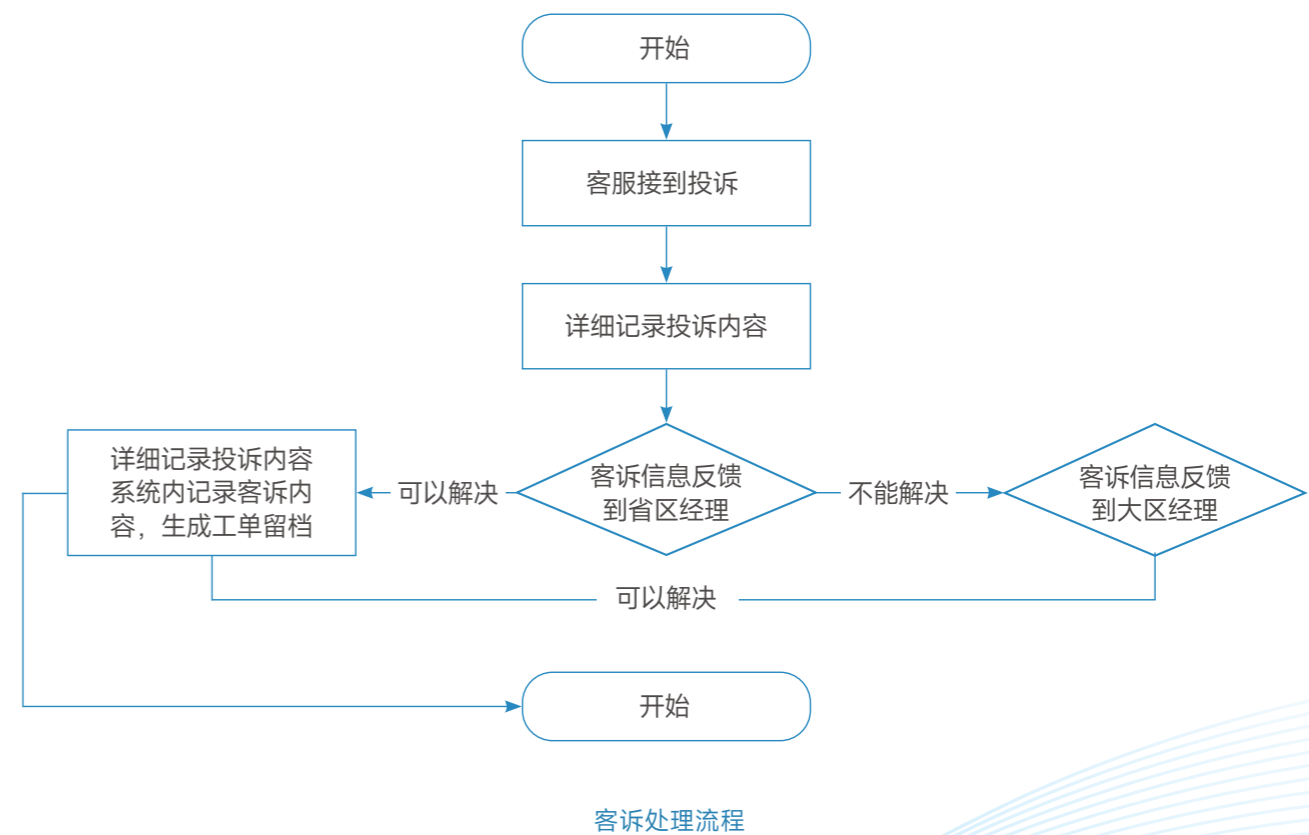 开始
客服接到投诉
详细记录投诉内容
详细记录投诉内容
系统内记录客诉内
容，生成工单留档
可以解决
客诉信息反馈
到省区经理
不能解决
客诉信息反馈
到大区经理
可以解决
开始
客诉处理流程